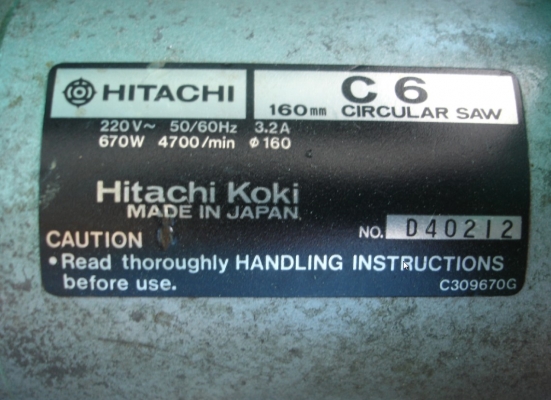 HITACHI
C 6
160mm CIRCULAR SAW
220V~ 50/60Hz 3.2A
670W 4700/min ϕ160
Hitachi Koki
MADE IN JAPAN
NO. D40212
CAUTION
•Read thoroughly HANDLING INSTRUCTIONS
before use.
C309670G